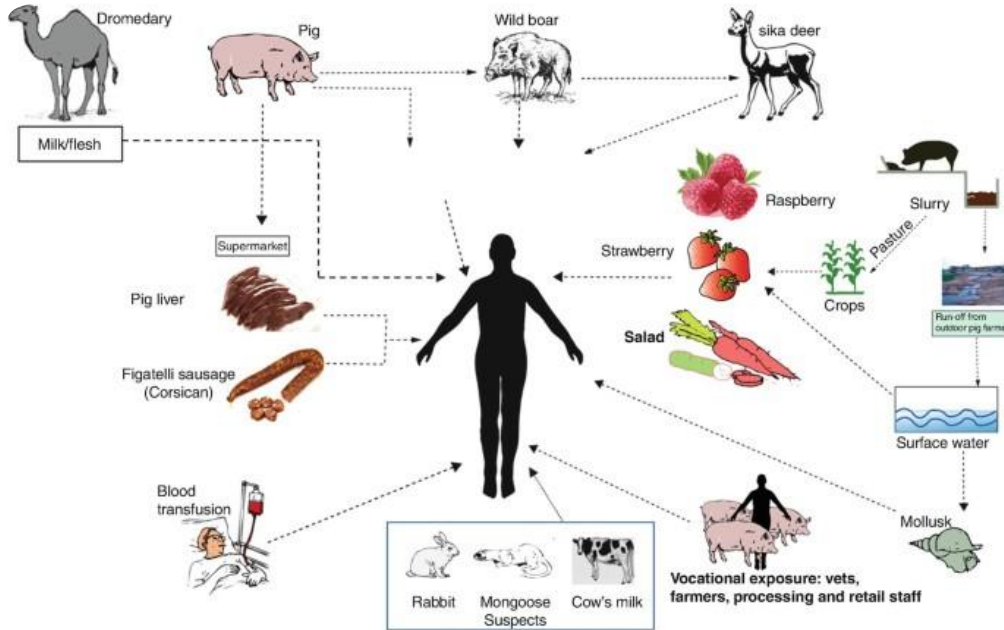 Dromedary
Pig
Wild boar
sika deer
Milk/flesh
Raspberry
Slurry
Pasture
Supermarket
Strawberry
Crops
Pig liver
Run-off from
outdoor pig farme
Salad
Figatelli sausage
(Corsican)
Surface water
Blood
transfusion
Mollusk
Vocational exposure: vets,
farmers, processing and retail staff
Rabbit
Mongoose
Cow's milk
Suspects